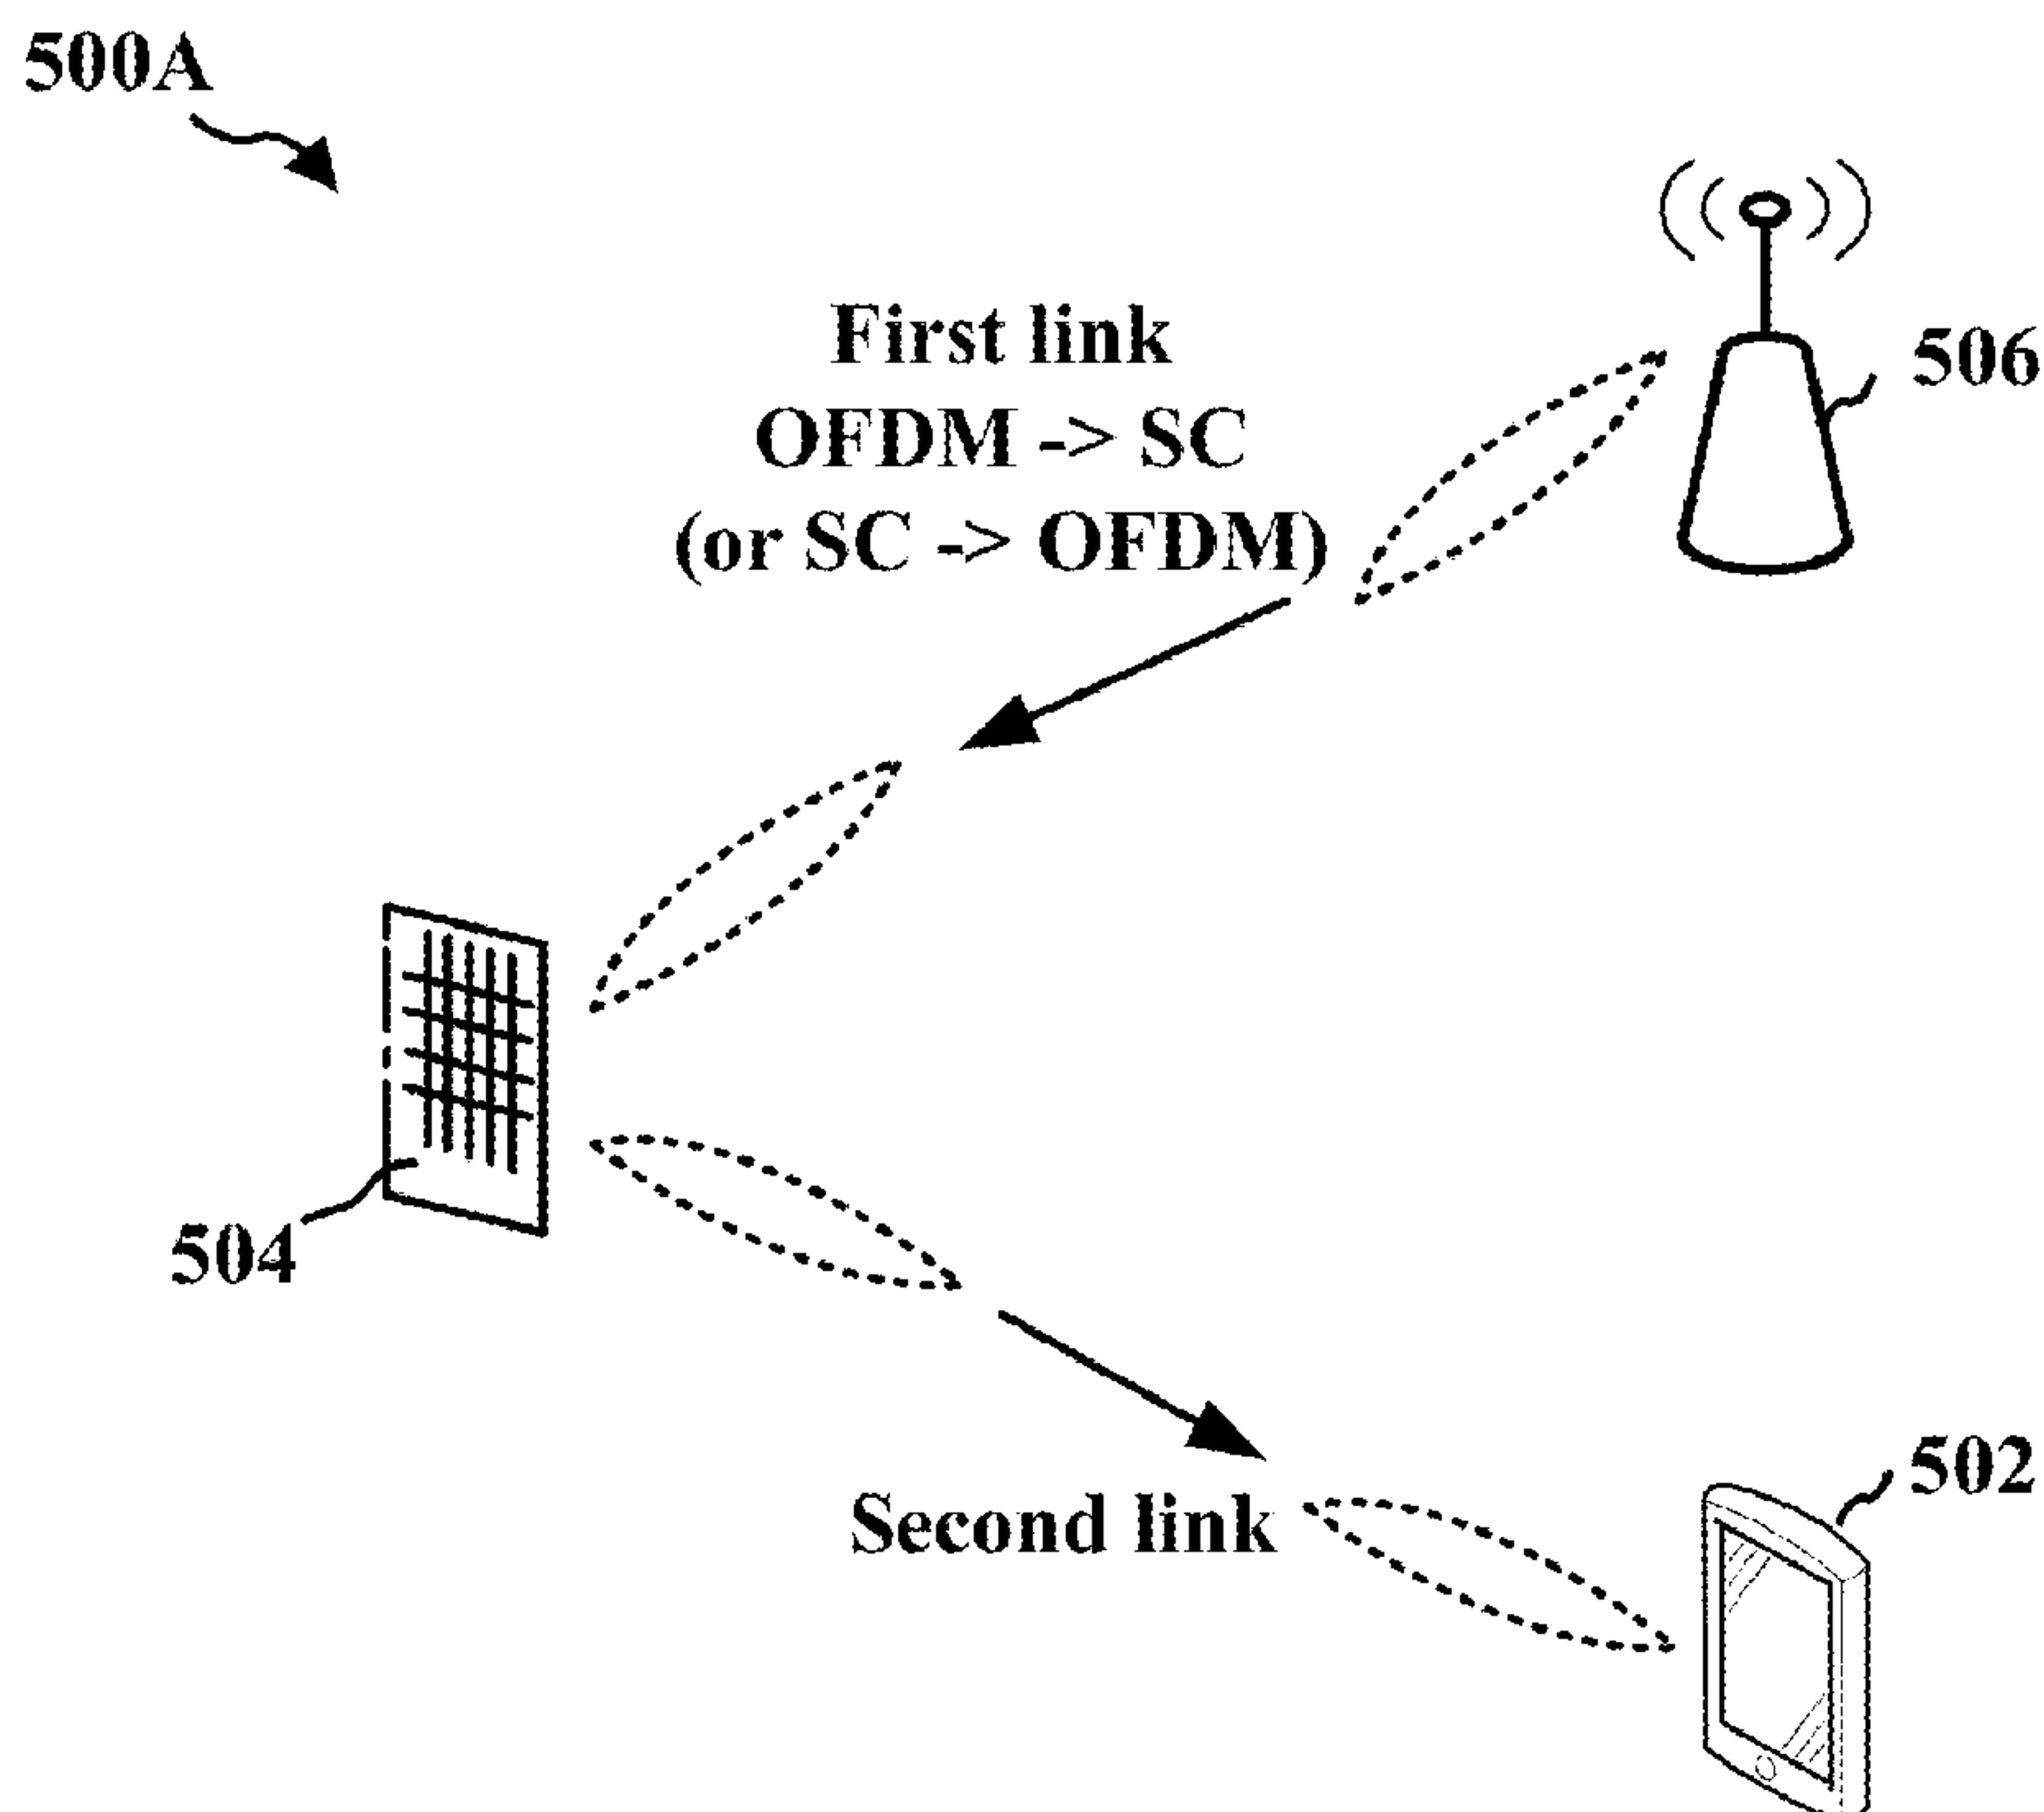 500A
First link
OFDM -> SC
(or SC -> OFDM)
506
504
Second link
502